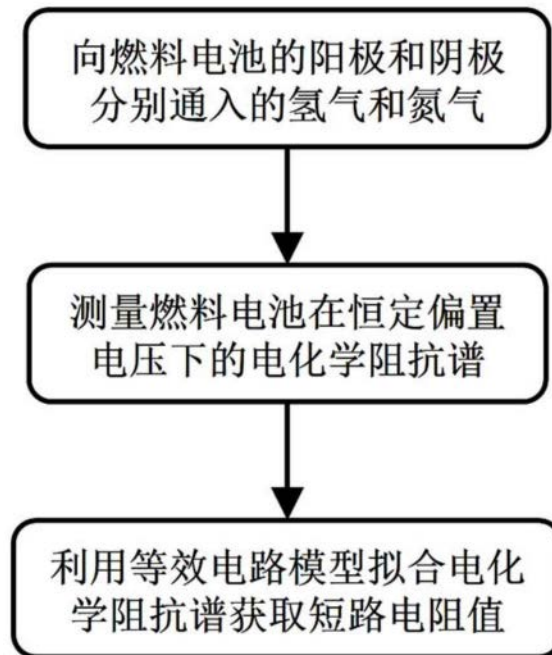 向燃料电池的阳极和阴极
分别通入的氢气和氮气
测量燃料电池在恒定偏置
电压下的电化学阻抗谱
利用等效电路模型拟合电化
学阻抗谱获取短路电阻值